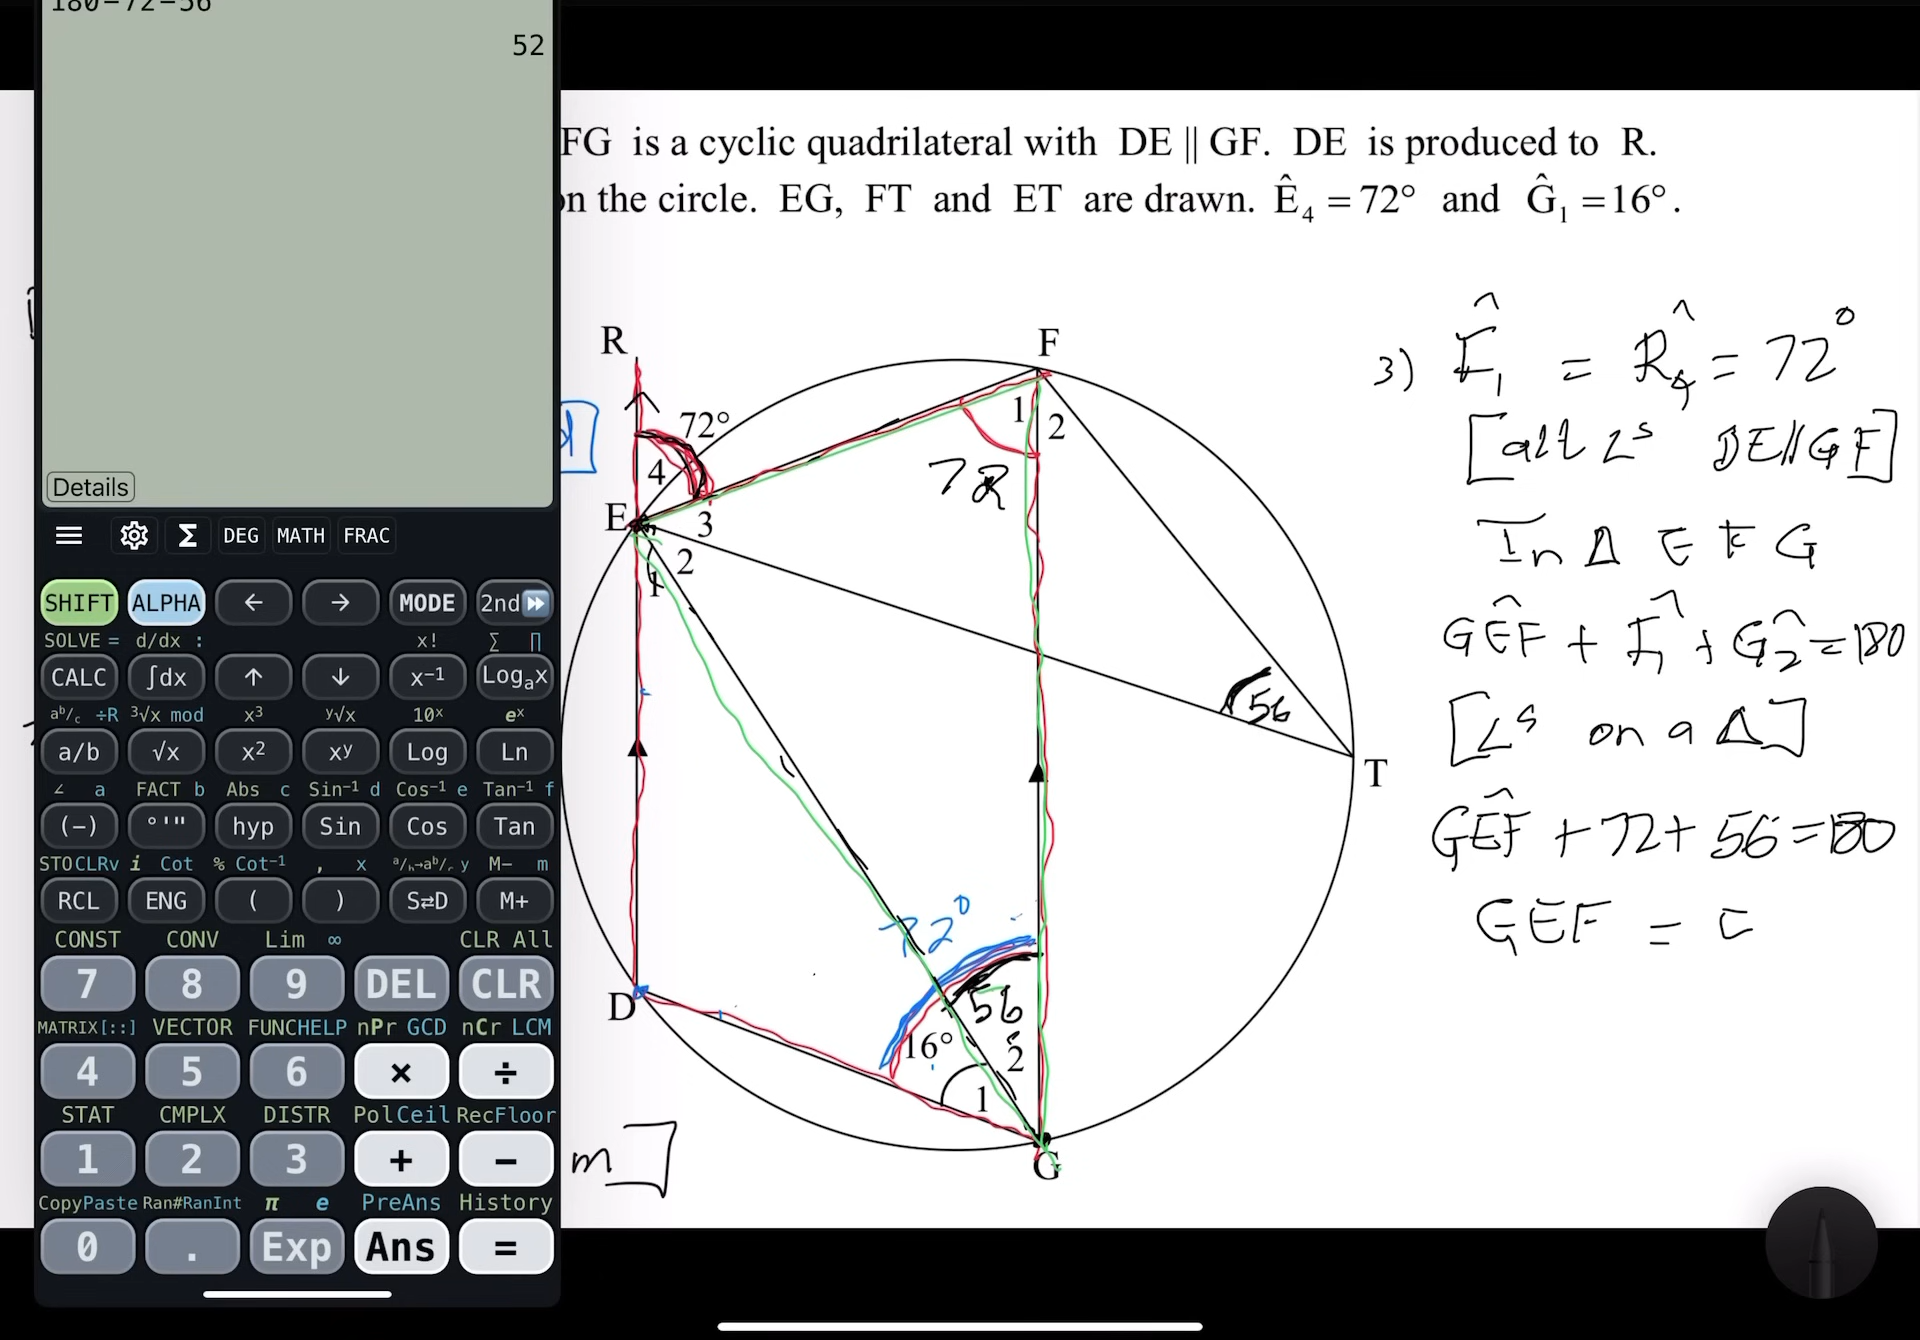 180−72−56
52
Details
DEG MATH FRAC
SHIFT ALPHA ← → MODE 2nd
SOLVE = d/dx : x! ∑ ∏
CALC ∫dx ↑ ↓ x⁻¹ Logₐx
aᵇ/꜀ ÷R ³√x mod x³ ʸ√x 10ˣ eˣ
a/b √x x² xʸ Log Ln
∠ a FACT b Abs c Sin⁻¹ d Cos⁻¹ e Tan⁻¹ f
(−) °'" hyp Sin Cos Tan
STO CLRv i Cot % Cot⁻¹ , x ᵃ/ᵦ→aᵇ/꜀ y M− m
RCL ENG ( ) S⇄D M+
CONST CONV Lim ∞ CLR All
7 8 9 DEL CLR
MATRIX[::] VECTOR FUNC HELP nPr GCD nCr LCM
4 5 6 × ÷
STAT CMPLX DISTR Pol Ceil Rec Floor
1 2 3 + −
Copy Paste Ran# RanInt π e PreAns History
0 . Exp Ans =
FG is a cyclic quadrilateral with DE || GF. DE is produced to R.
n the circle. EG, FT and ET are drawn. Ê₄ = 72° and Ĝ₁ = 16°.
R
F
72°
1
2
4
72
E
3
2
1
56
T
72°
D
56
16°
2
1
G
m]
3) F̂₁ = R̂₄ = 72°
[alt ∠s DE//GF]
In Δ EFG
GÊF + F̂₁ + Ĝ₂ = 180
[∠s on a Δ]
GÊF + 72 + 56 = 180
GEF =